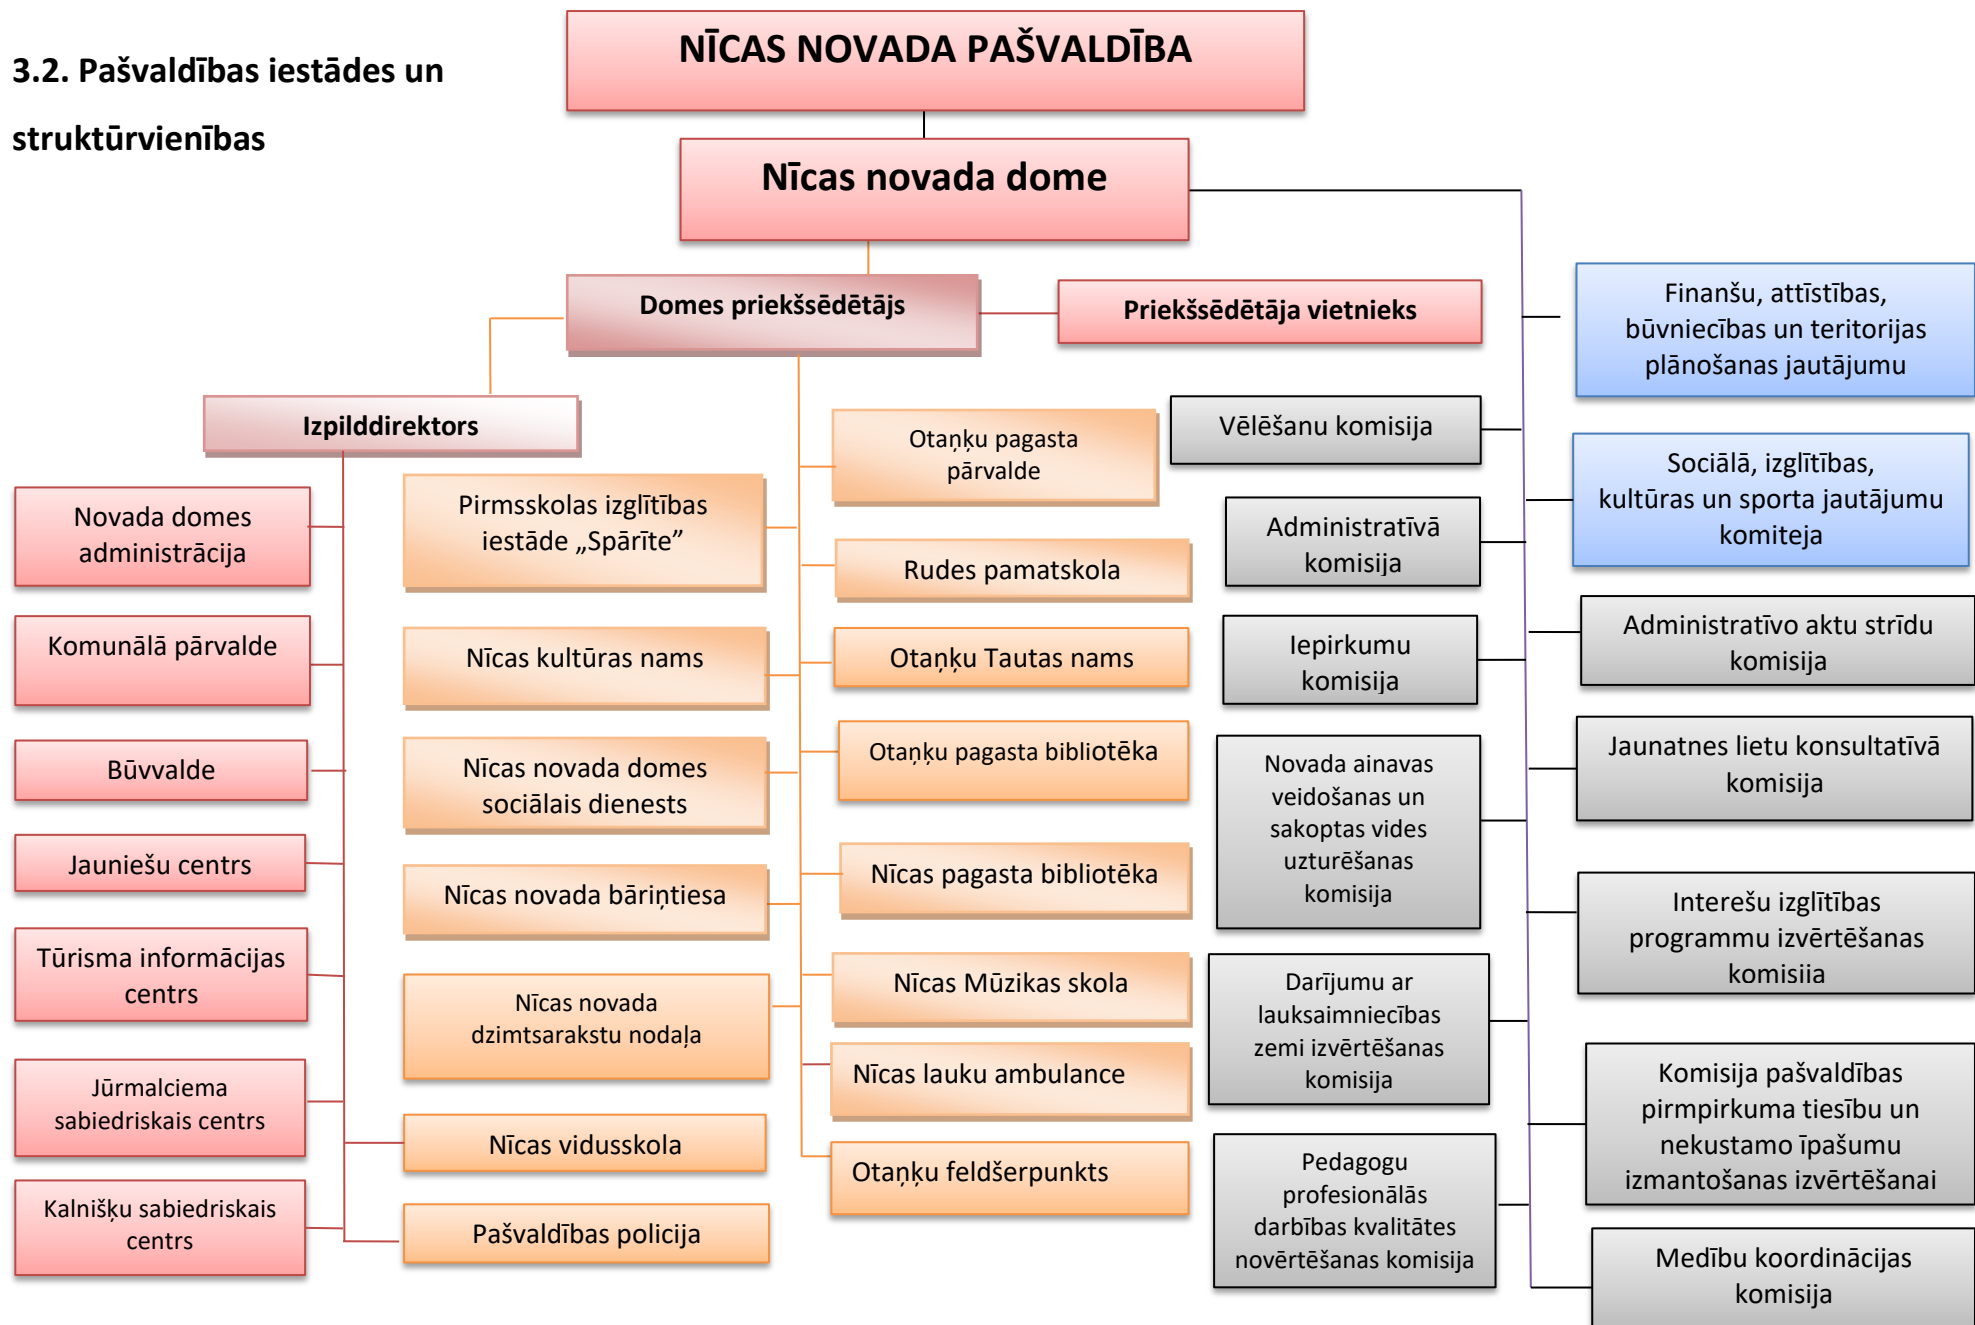 3.2. Pašvaldības iestādes un
struktūrvienības
NĪCAS NOVADA PAŠVALDĪBA
Nīcas novada dome
Domes priekšsēdētājs
Priekšsēdētāja vietnieks
Izpilddirektors
Novada domes
administrācija
Komunālā pārvalde
Būvvalde
Jauniešu centrs
Tūrisma informācijas
centrs
Jūrmalciema
sabiedriskais centrs
Kalnišķu sabiedriskais
centrs
Pirmsskolas izglītības
iestāde „Spārīte”
Nīcas kultūras nams
Nīcas novada domes
sociālais dienests
Nīcas novada bāriņtiesa
Nīcas novada
dzimtsarakstu nodaļa
Nīcas vidusskola
Pašvaldības policija
Otaņķu pagasta
pārvalde
Rudes pamatskola
Otaņķu Tautas nams
Otaņķu pagasta bibliotēka
Nīcas pagasta bibliotēka
Nīcas Mūzikas skola
Nīcas lauku ambulance
Otaņķu feldšerpunkts
Vēlēšanu komisija
Administratīvā
komisija
Iepirkumu
komisija
Novada ainavas
veidošanas un
sakoptas vides
uzturēšanas
komisija
Darījumu ar
lauksaimniecības
zemi izvērtēšanas
komisija
Pedagogu
profesionālās
darbības kvalitātes
novērtēšanas komisija
Finanšu, attīstības,
būvniecības un teritorijas
plānošanas jautājumu
Sociālā, izglītības,
kultūras un sporta jautājumu
komiteja
Administratīvo aktu strīdu
komisija
Jaunatnes lietu konsultatīvā
komisija
Interešu izglītības
programmu izvērtēšanas
komisija
Komisija pašvaldības
pirmpirkuma tiesību un
nekustamo īpašumu
izmantošanas izvērtēšanai
Medību koordinācijas
komisija